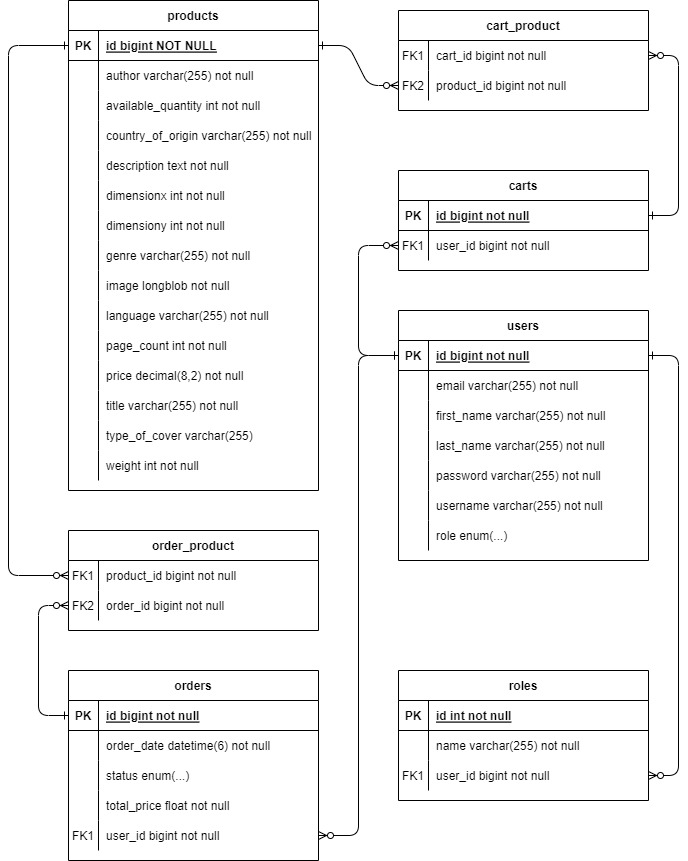 products
PK id bigint NOT NULL
author varchar(255) not null
available_quantity int not null
country_of_origin varchar(255) not null
description text not null
dimensionx int not null
dimensiony int not null
genre varchar(255) not null
image longblob not null
language varchar(255) not null
page_count int not null
price decimal(8,2) not null
title varchar(255) not null
type_of_cover varchar(255)
weight int not null
cart_product
FK1 cart_id bigint not null
FK2 product_id bigint not null
carts
PK id bigint not null
FK1 user_id bigint not null
users
PK id bigint not null
email varchar(255) not null
first_name varchar(255) not null
last_name varchar(255) not null
password varchar(255) not null
username varchar(255) not null
role enum(...)
order_product
FK1 product_id bigint not null
FK2 order_id bigint not null
orders
PK id bigint not null
order_date datetime(6) not null
status enum(...)
total_price float not null
FK1 user_id bigint not null
roles
PK id int not null
name varchar(255) not null
FK1 user_id bigint not null